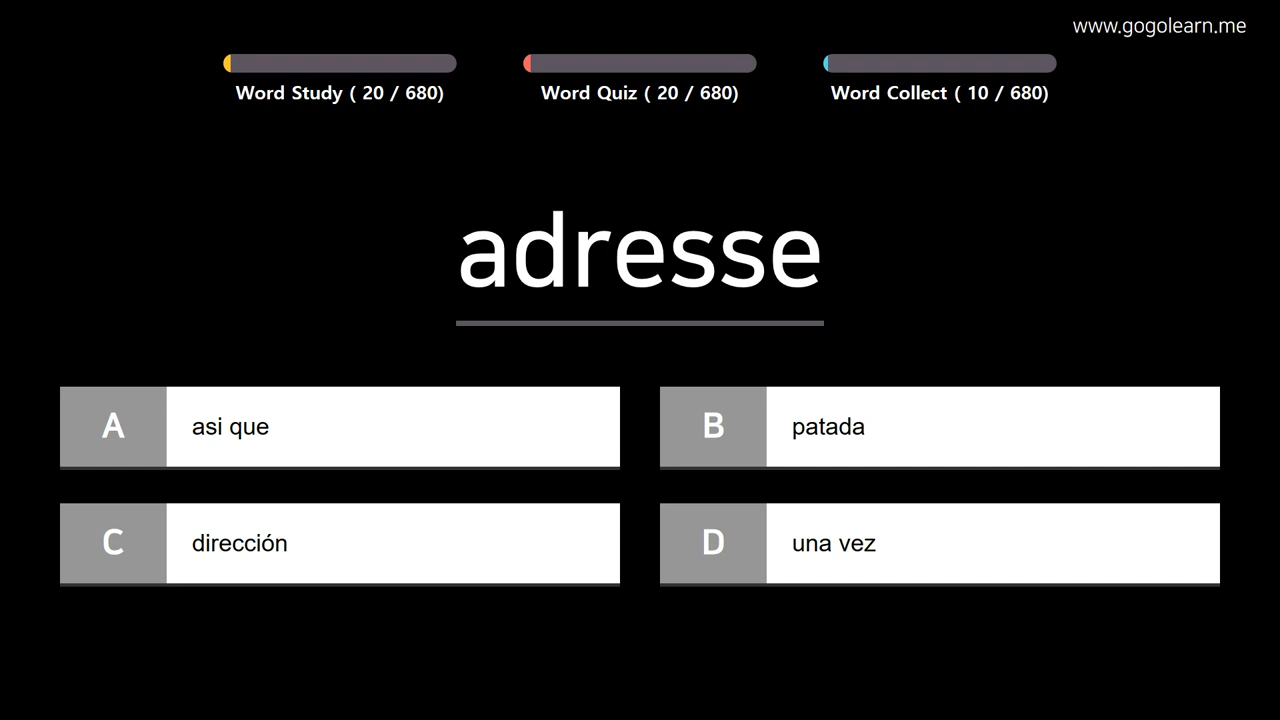 www.gogolearn.me
Word Study ( 20 / 680)
Word Quiz ( 20 / 680)
Word Collect ( 10 / 680)
adresse
A
asi que
B
patada
C
dirección
D
una vez